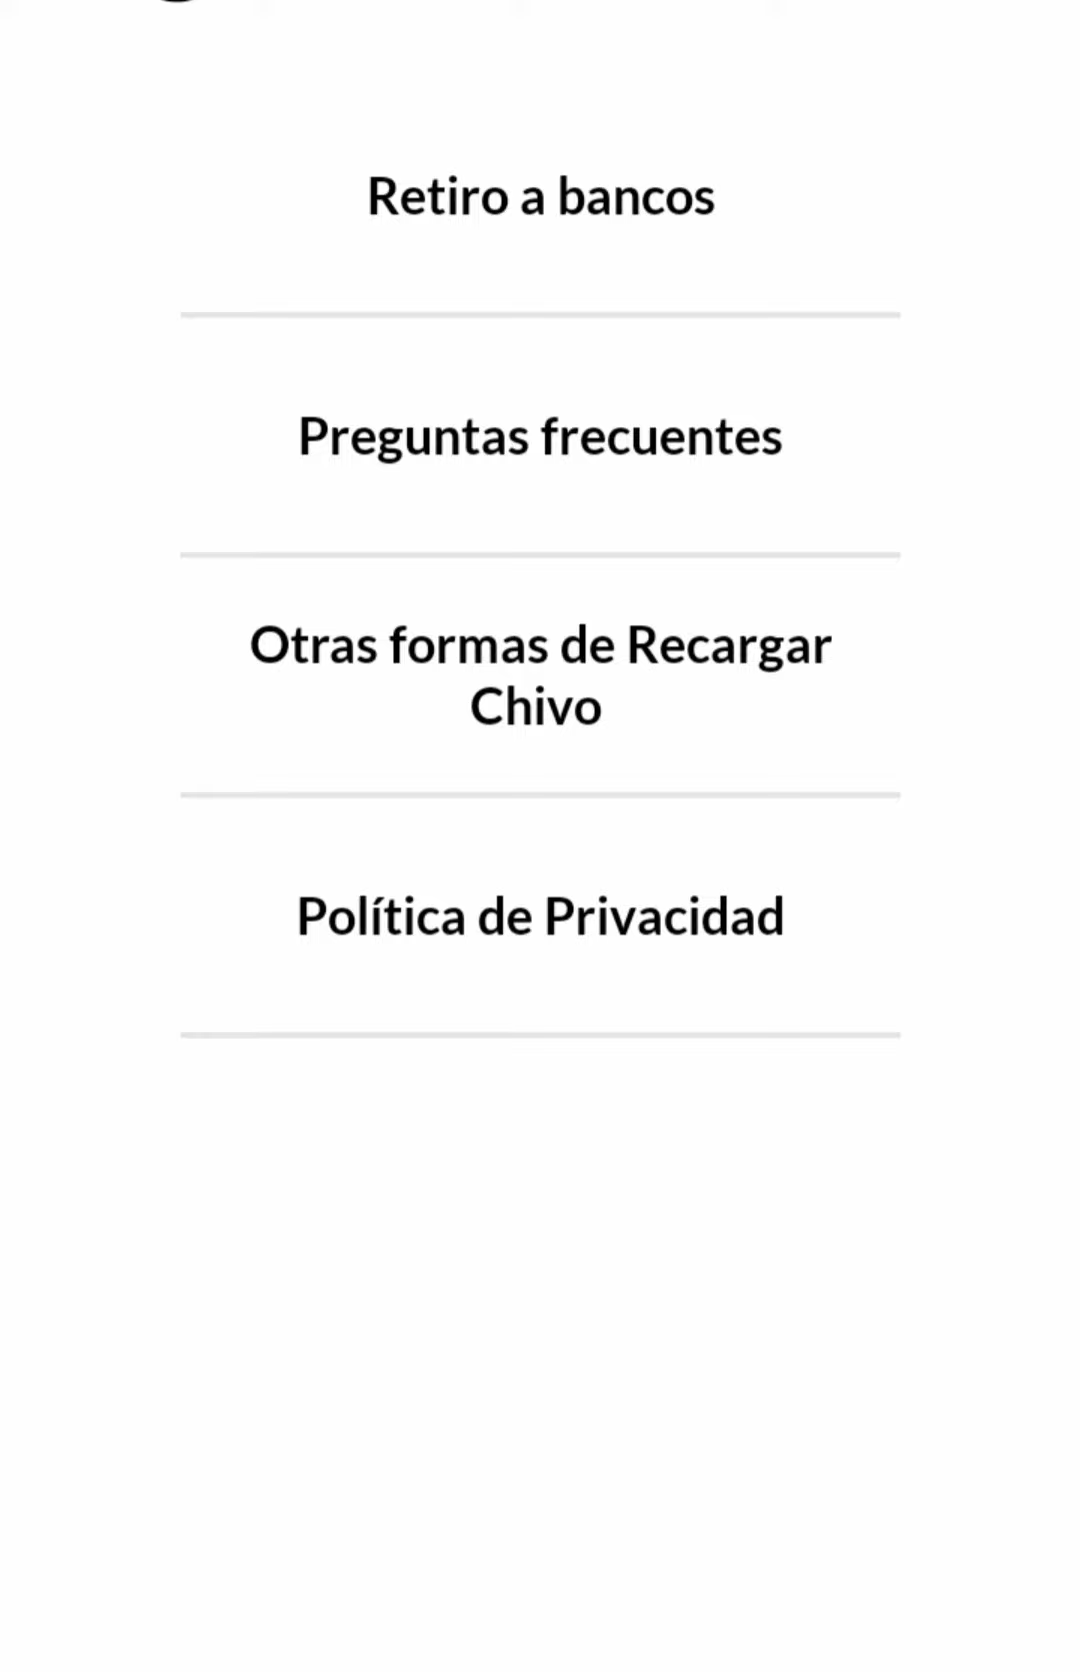 Retiro a bancos
Preguntas frecuentes
Otras formas de Recargar
Chivo
Política de Privacidad